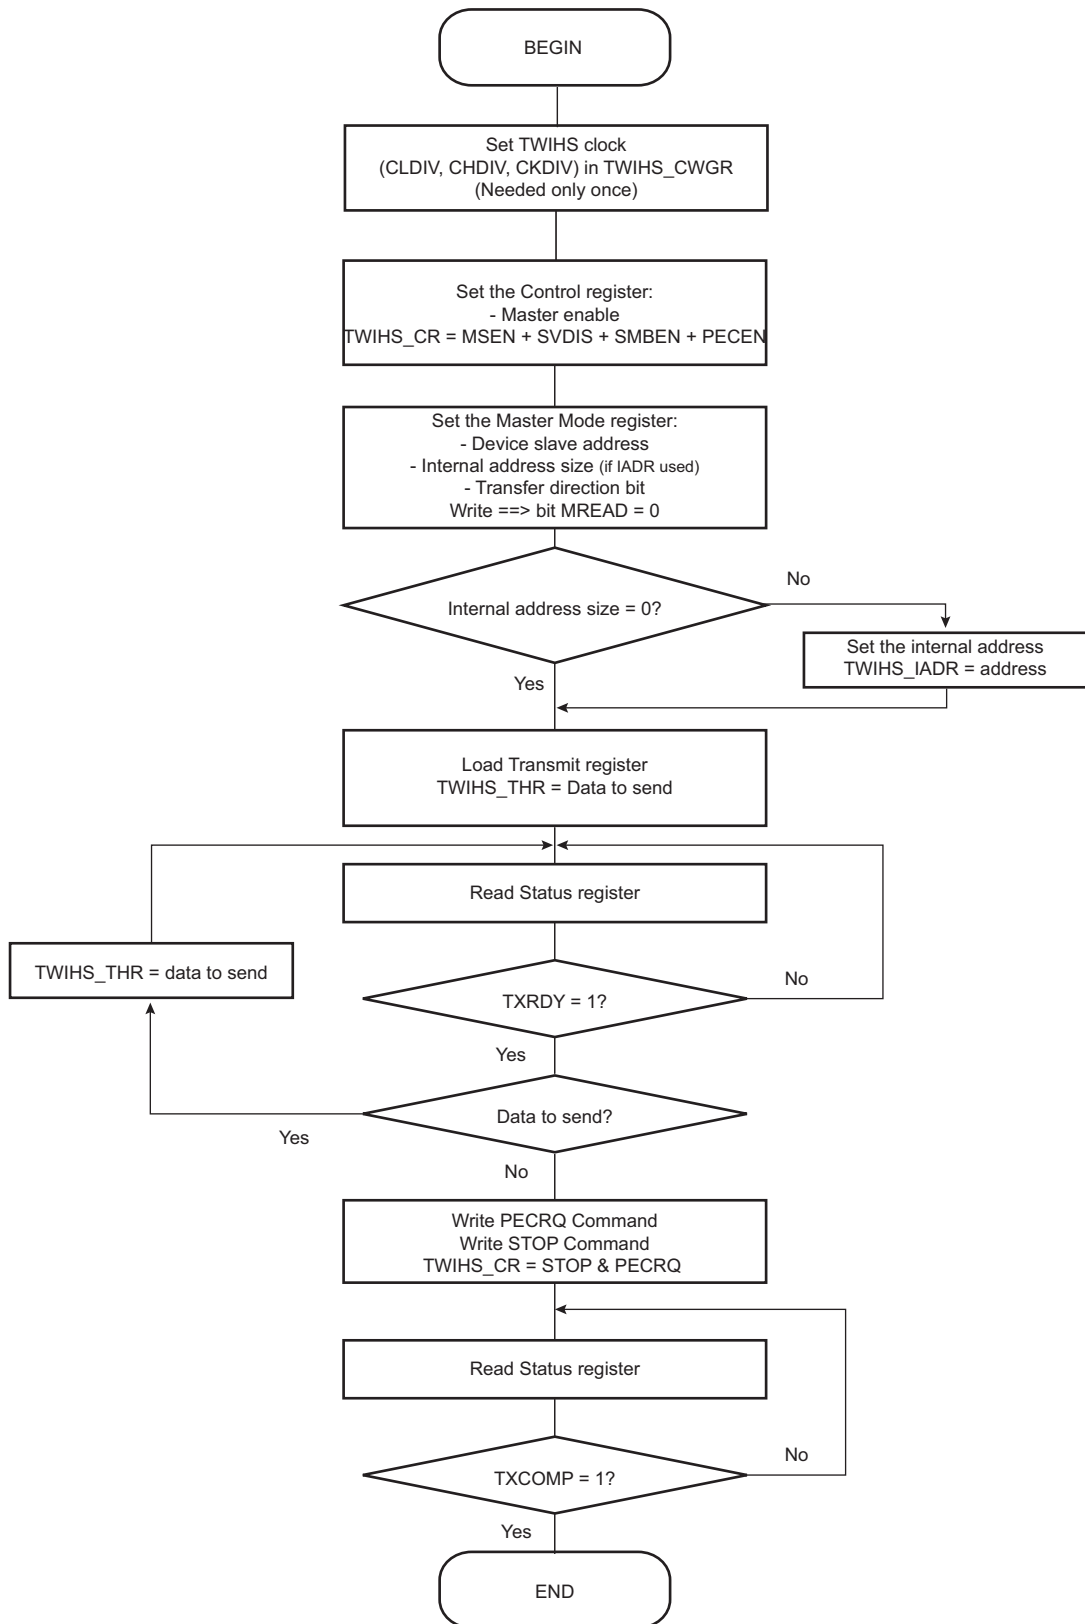 BEGIN
Set TWIHS clock
(CLDIV, CHDIV, CKDIV) in TWIHS_CWGR
(Needed only once)
Set the Control register:
- Master enable
TWIHS_CR = MSEN + SVDIS + SMBEN + PECEN
Set the Master Mode register:
- Device slave address
- Internal address size (if IADR used)
- Transfer direction bit
Write ==> bit MREAD = 0
No
Internal address size = 0?
Set the internal address
TWIHS_IADR = address
Yes
Load Transmit register
TWIHS_THR = Data to send
Read Status register
TWIHS_THR = data to send
No
TXRDY = 1?
Yes
Data to send?
Yes
No
Write PECRQ Command
Write STOP Command
TWIHS_CR = STOP & PECRQ
Read Status register
No
TXCOMP = 1?
Yes
END